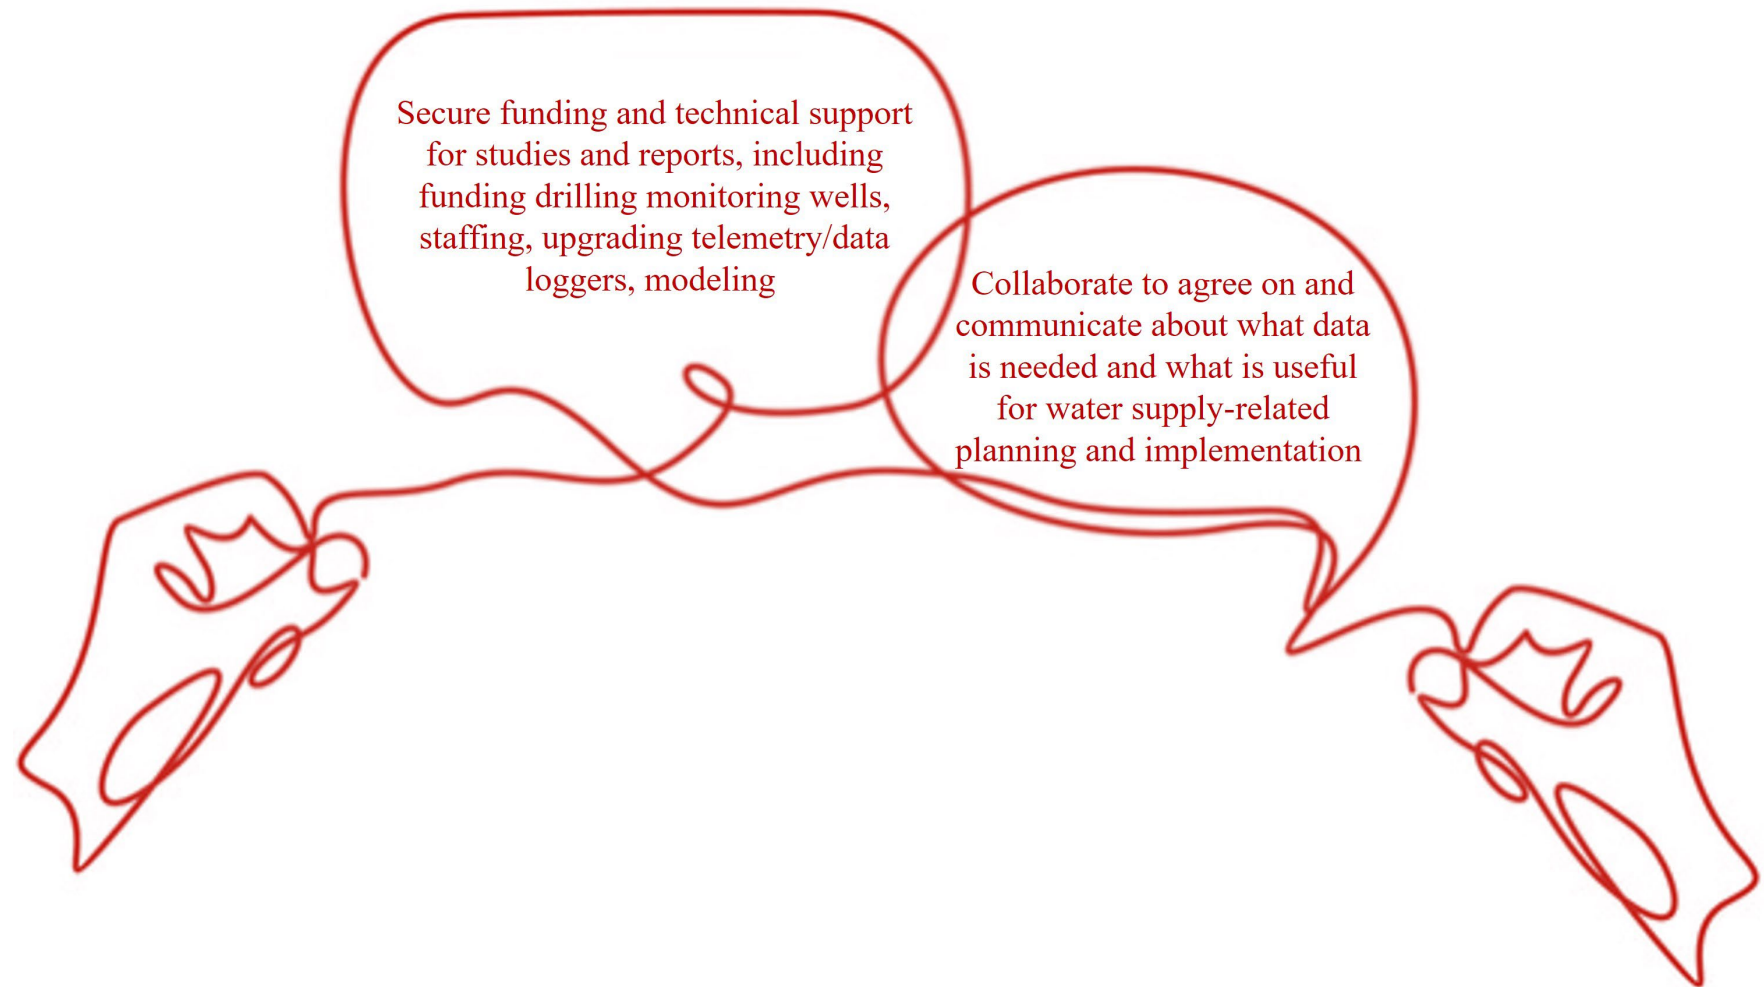 Secure funding and technical support
for studies and reports, including
funding drilling monitoring wells,
staffing, upgrading telemetry/data
loggers, modeling
Collaborate to agree on and
communicate about what data
is needed and what is useful
for water supply-related
planning and implementation